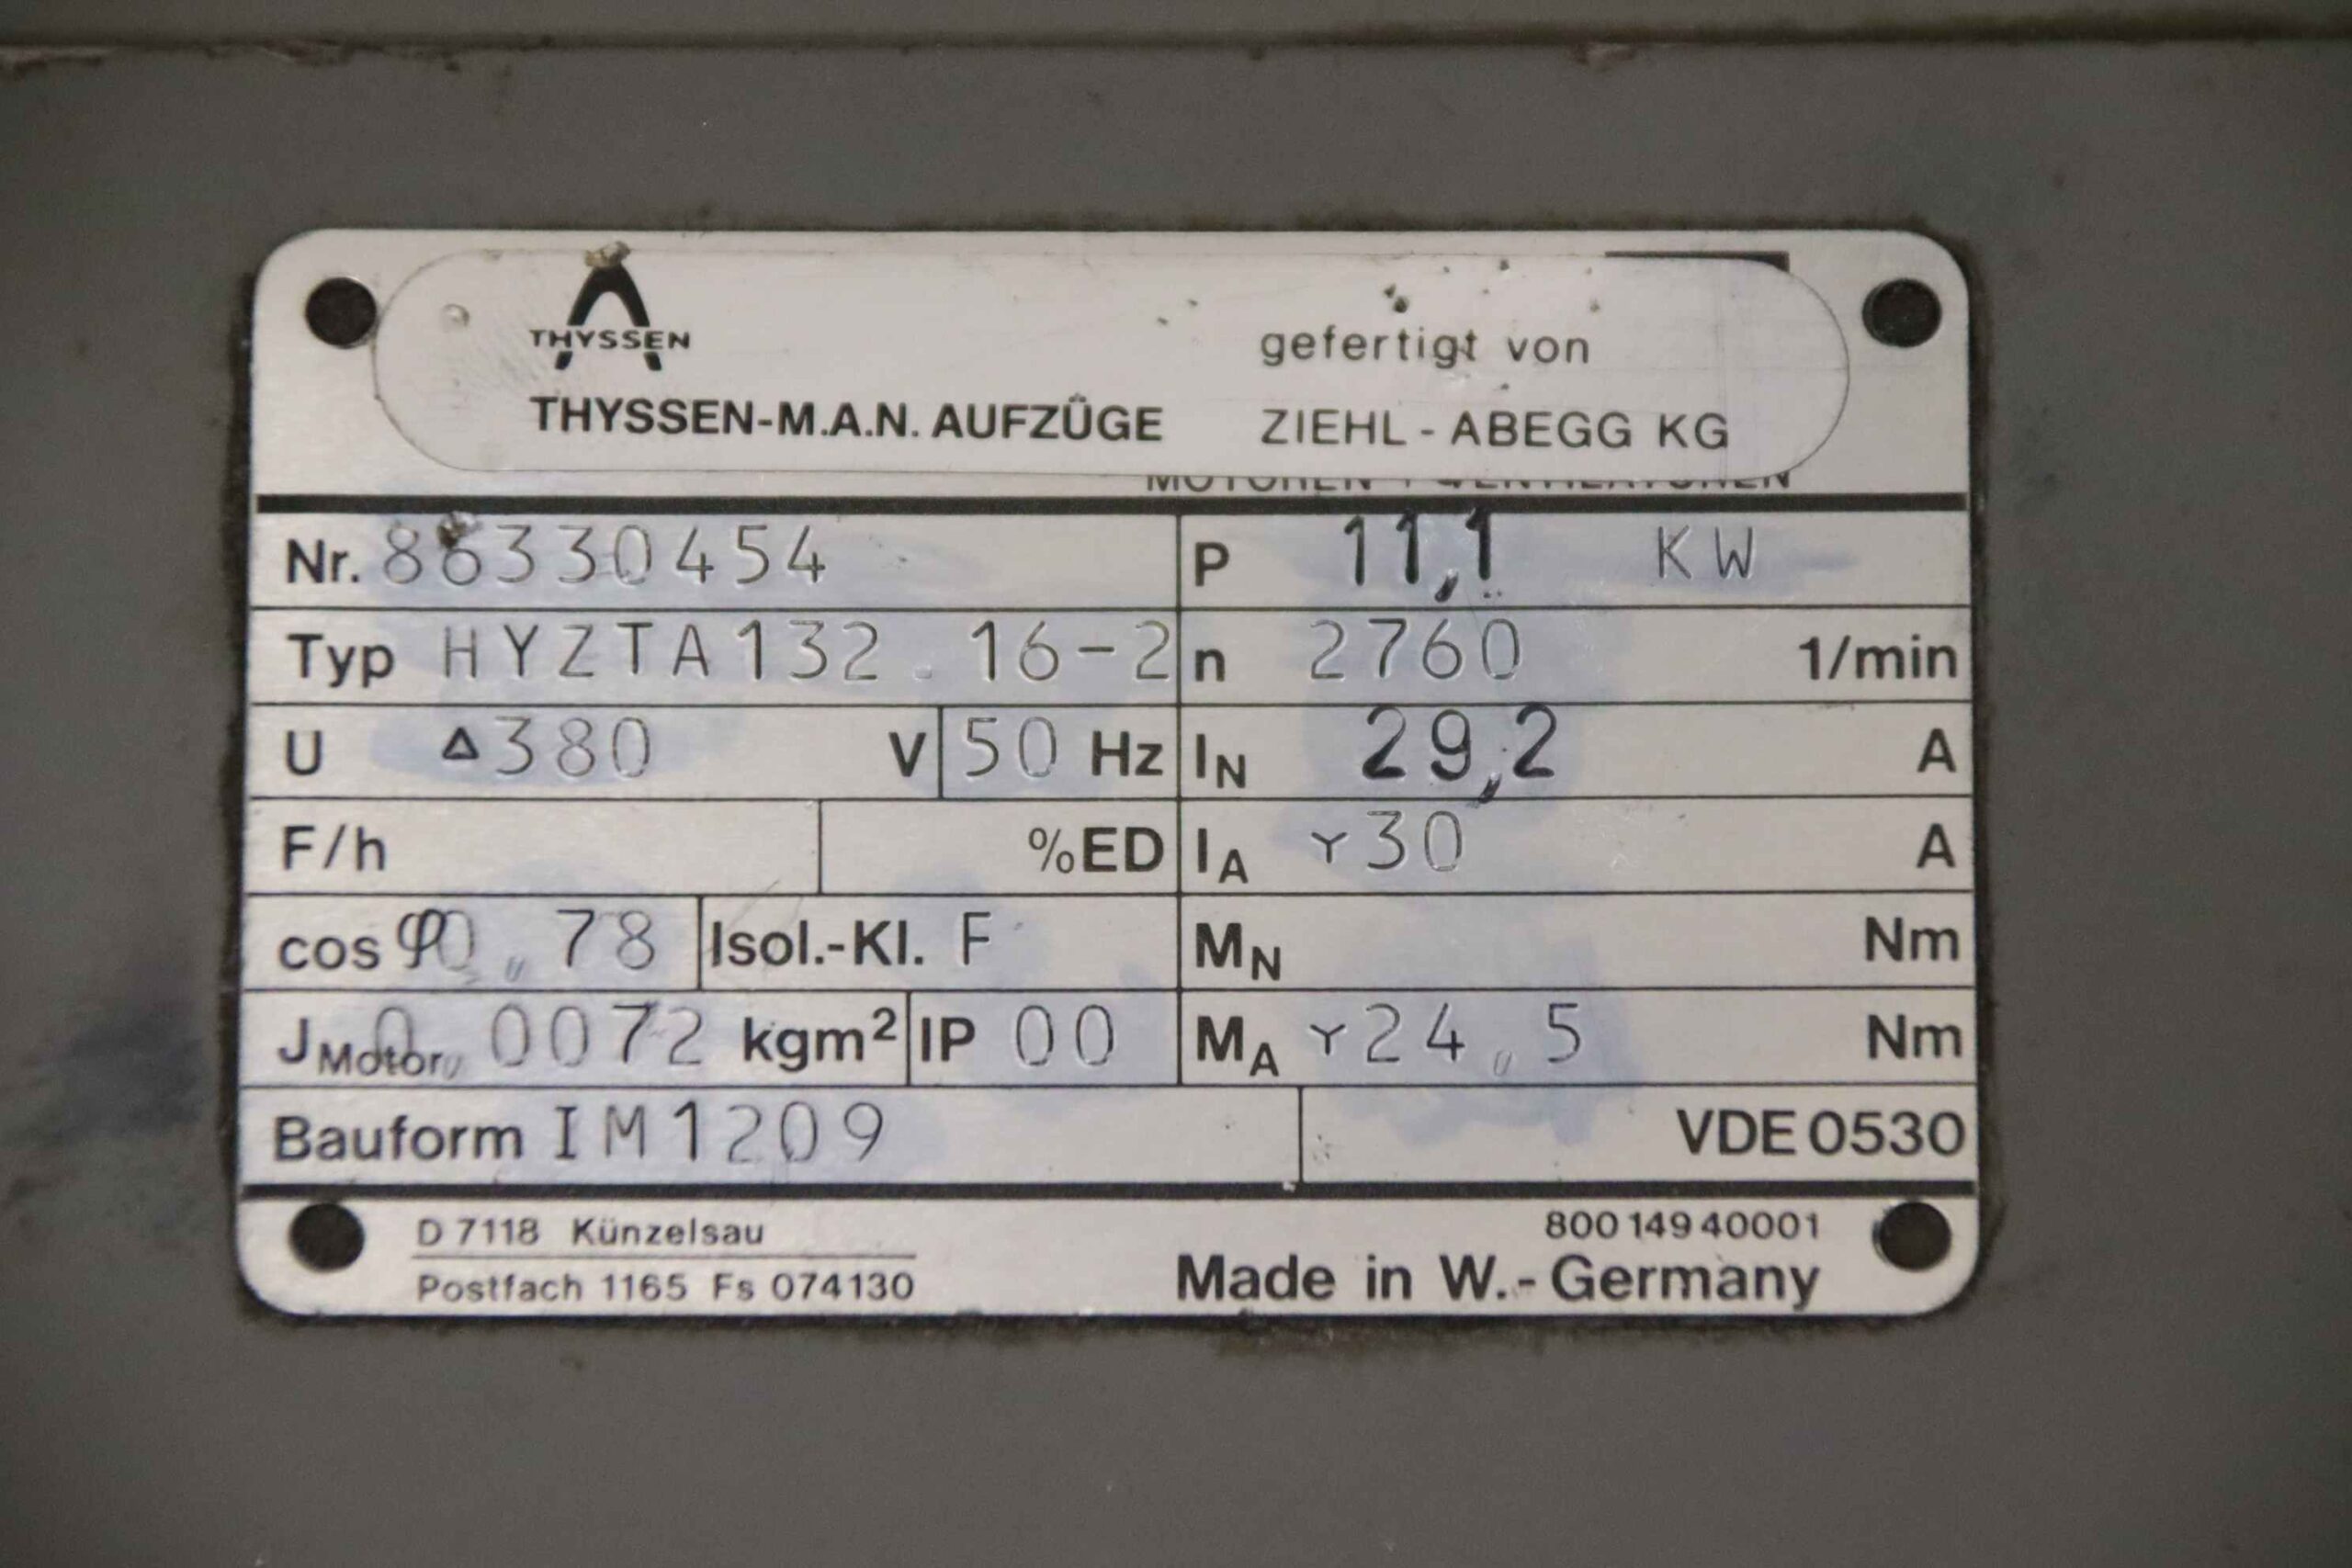 THYSSEN
gefertigt von
THYSSEN-M.A.N. AUFZÜGE ZIEHL-ABEGG KG
MOTOREN + VENTILATOREN
Nr. 86330454 P 11,1 KW
Typ HYZTA132.16-2 n 2760 1/min
U Δ380 V 50 Hz IN 29,2 A
F/h %ED IA Y30 A
cos φ 0,78 Isol.-Kl. F MN Nm
J Motor 0,0072 kgm² IP 00 MA Y24,5 Nm
Bauform IM1209 VDE 0530
D 7118 Künzelsau 800 149 40001
Postfach 1165 Fs 074130 Made in W.-Germany